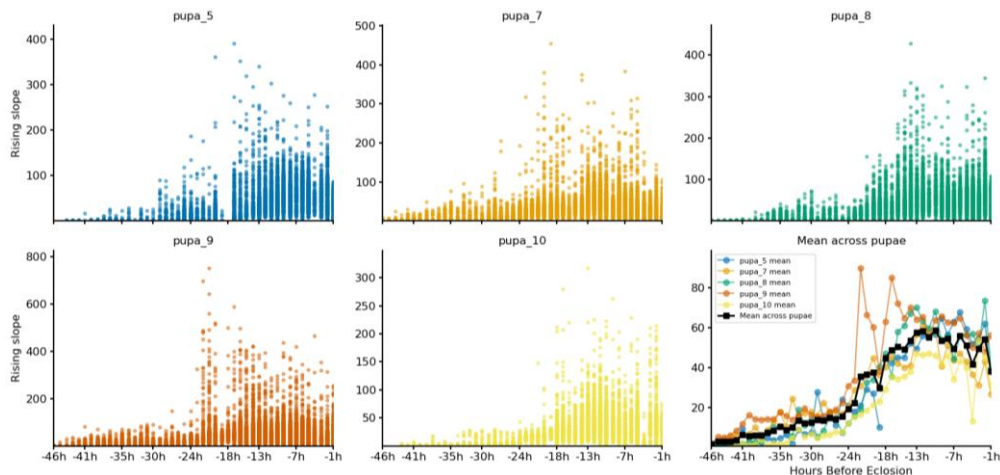 pupa_5
pupa_7
pupa_8
Rising slope
400
300
200
100
500
400
300
200
100
400
300
200
100
pupa_9
pupa_10
Mean across pupae
Rising slope
800
600
400
200
300
250
200
150
100
50
80
60
40
20
pupa_5 mean
pupa_7 mean
pupa_8 mean
pupa_9 mean
pupa_10 mean
Mean across pupae
-46h -41h -35h -30h -24h -18h -13h -7h -1h
-46h -41h -35h -30h -24h -18h -13h -7h -1h
-46h -41h -35h -30h -24h -18h -13h -7h -1h
Hours Before Eclosion